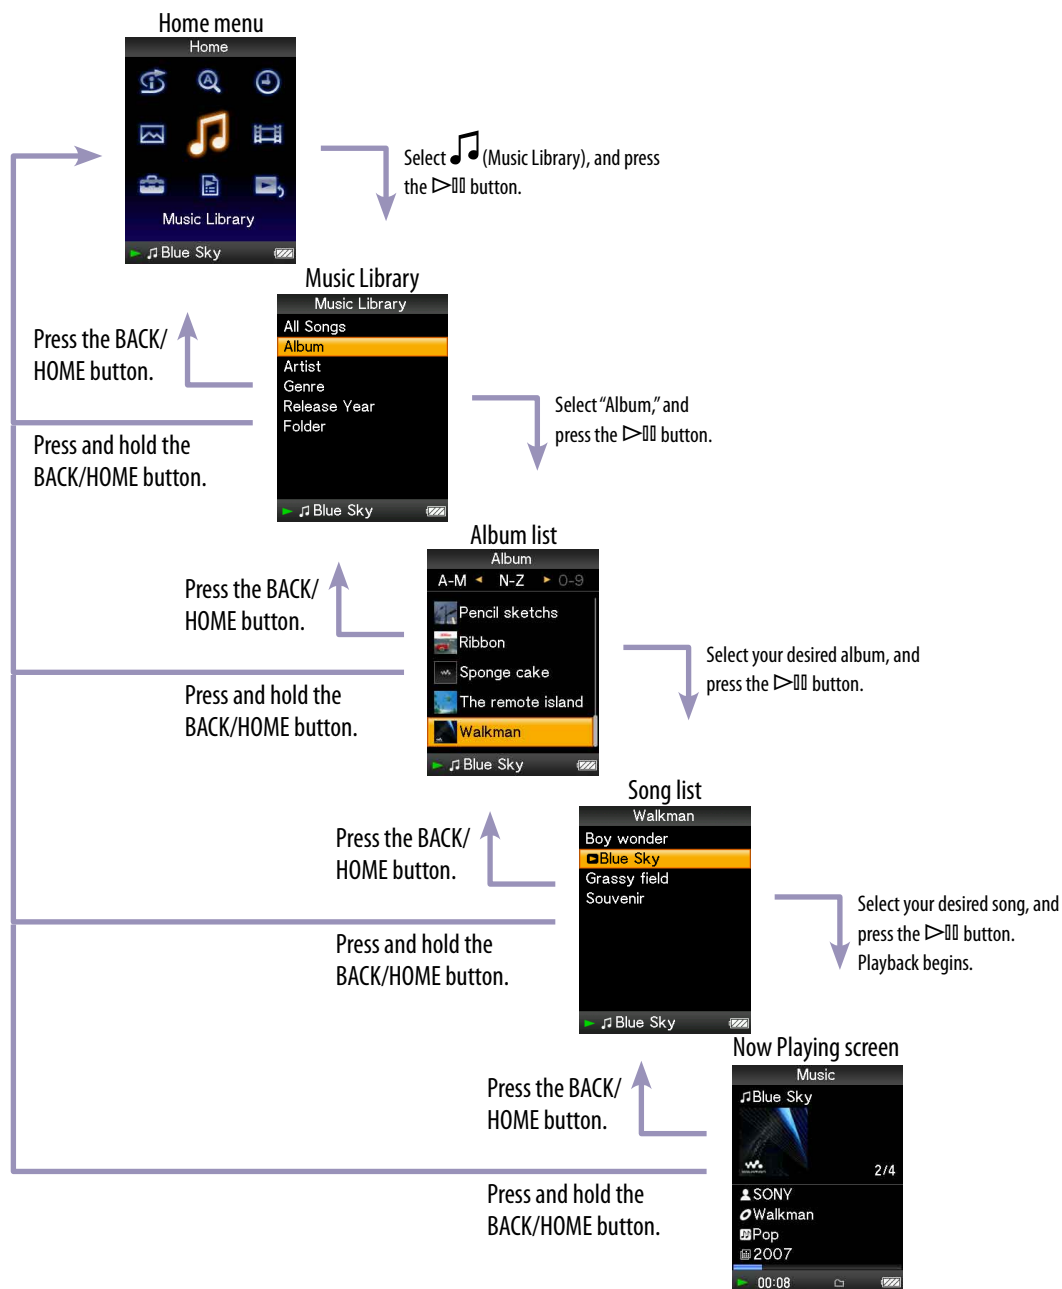 Home menu
Home
Music Library
Blue Sky
Select (Music Library), and press
the button.
Music Library
Music Library
All Songs
Album
Artist
Genre
Release Year
Folder
Blue Sky
Press the BACK/
HOME button.
Press and hold the
BACK/HOME button.
Select “Album,” and
press the button.
Album list
Album
A-M N-Z 0-9
Pencil sketchs
Ribbon
Sponge cake
The remote island
Walkman
Blue Sky
Press the BACK/
HOME button.
Press and hold the
BACK/HOME button.
Select your desired album, and
press the button.
Song list
Walkman
Boy wonder
Blue Sky
Grassy field
Souvenir
Blue Sky
Press the BACK/
HOME button.
Press and hold the
BACK/HOME button.
Select your desired song, and
press the button.
Playback begins.
Now Playing screen
Music
Blue Sky
2/4
SONY
Walkman
Pop
2007
00:08
Press the BACK/
HOME button.
Press and hold the
BACK/HOME button.